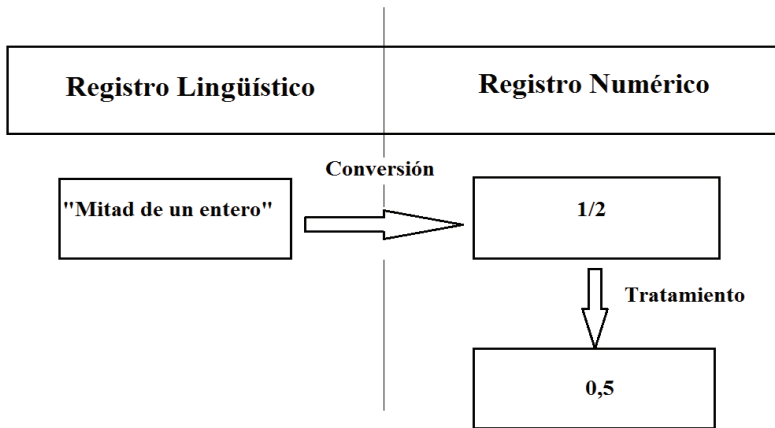 Registro Lingüístico
Registro Numérico
Conversión
"Mitad de un entero"
1/2
Tratamiento
0,5